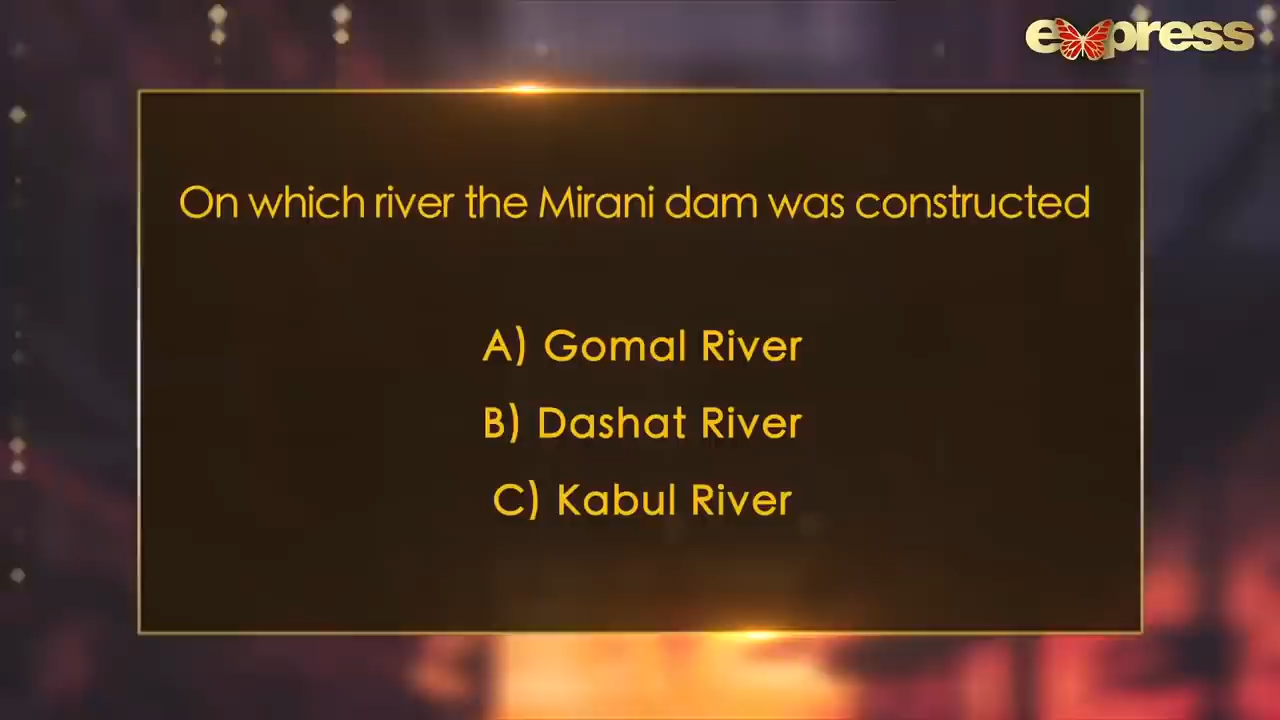 express
On which river the Mirani dam was constructed
A) Gomal River
B) Dashat River
C) Kabul River